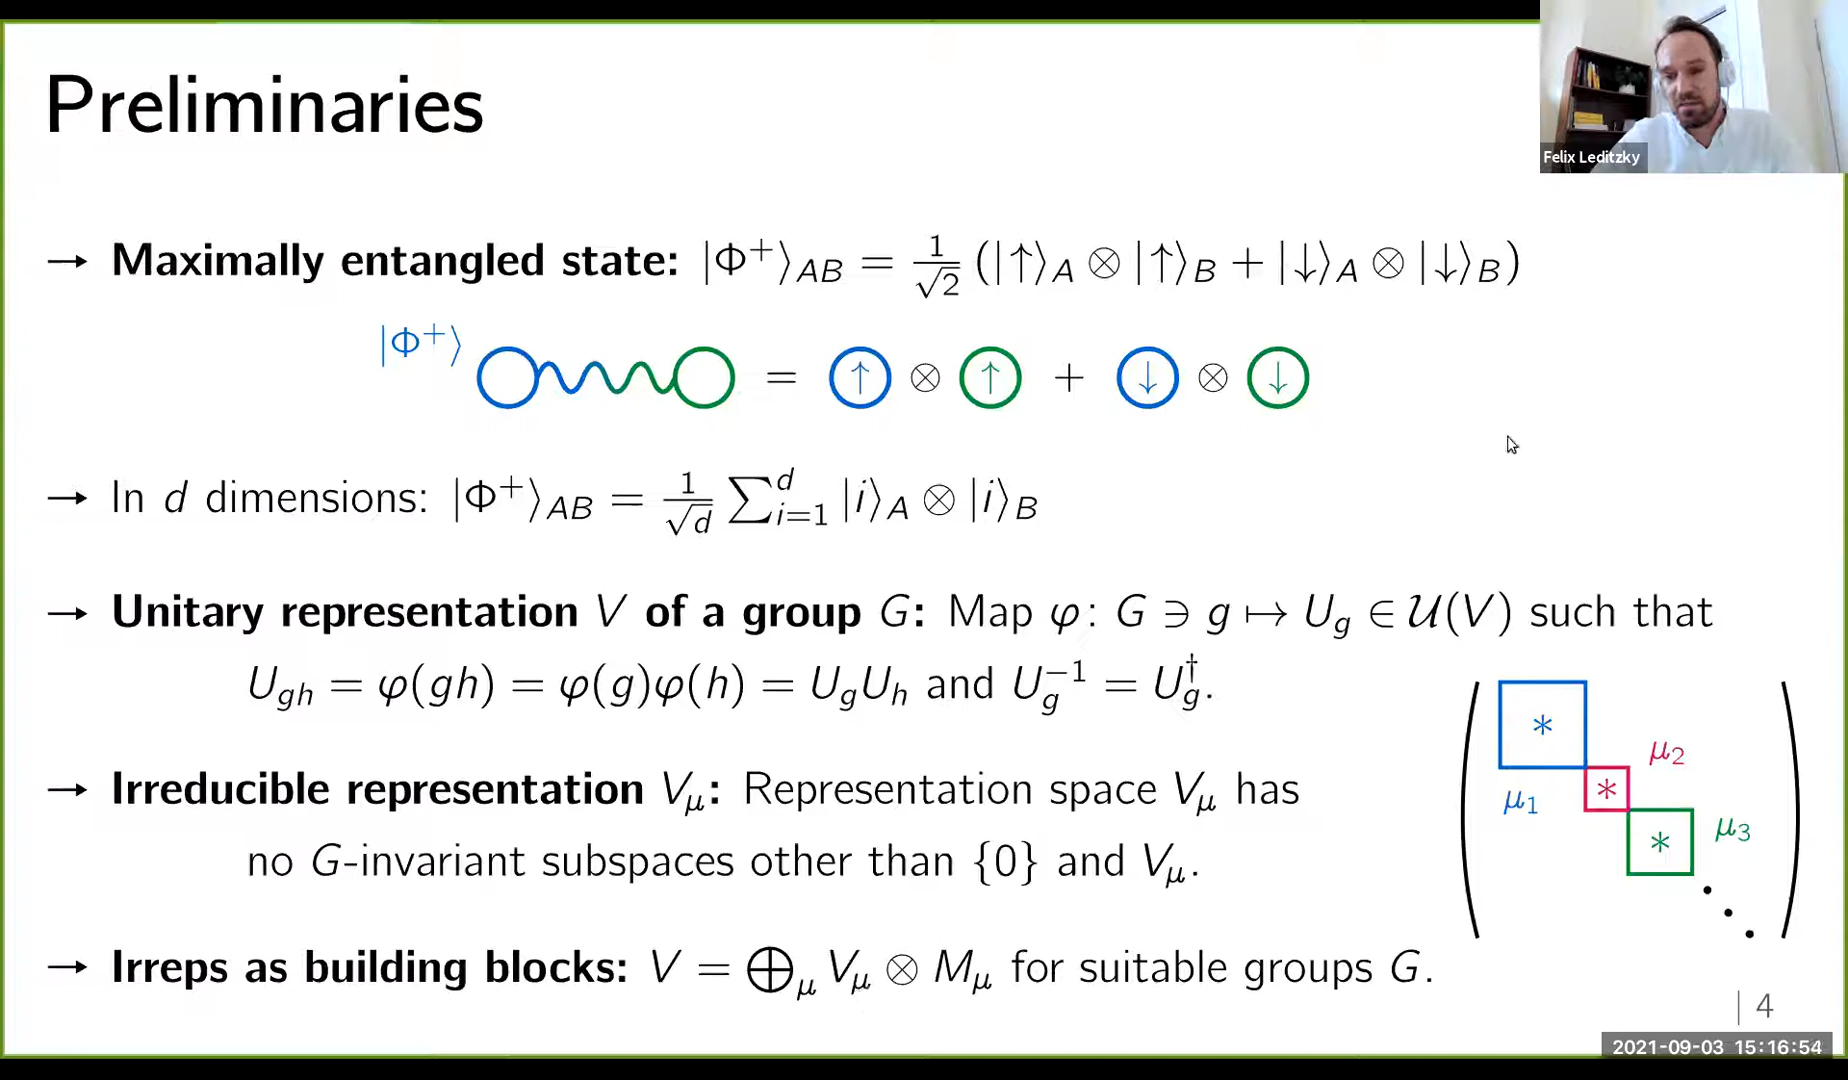 Preliminaries
Felix Leditzky
→ Maximally entangled state: |Φ⁺⟩_AB = 1/√2 (|↑⟩_A ⊗ |↑⟩_B + |↓⟩_A ⊗ |↓⟩_B)
|Φ⁺⟩
= ↑ ⊗ ↑ + ↓ ⊗ ↓
→ In d dimensions: |Φ⁺⟩_AB = 1/√d ∑_{i=1}^d |i⟩_A ⊗ |i⟩_B
→ Unitary representation V of a group G: Map φ: G ∋ g ↦ U_g ∈ 𝒰(V) such that
U_gh = φ(gh) = φ(g)φ(h) = U_g U_h and U_g^{-1} = U_g^†.
→ Irreducible representation V_μ: Representation space V_μ has
no G-invariant subspaces other than {0} and V_μ.
→ Irreps as building blocks: V = ⊕_μ V_μ ⊗ M_μ for suitable groups G.
*
μ₂
*
μ₁
μ₃
*
| 4
2021-09-03 15:16:54